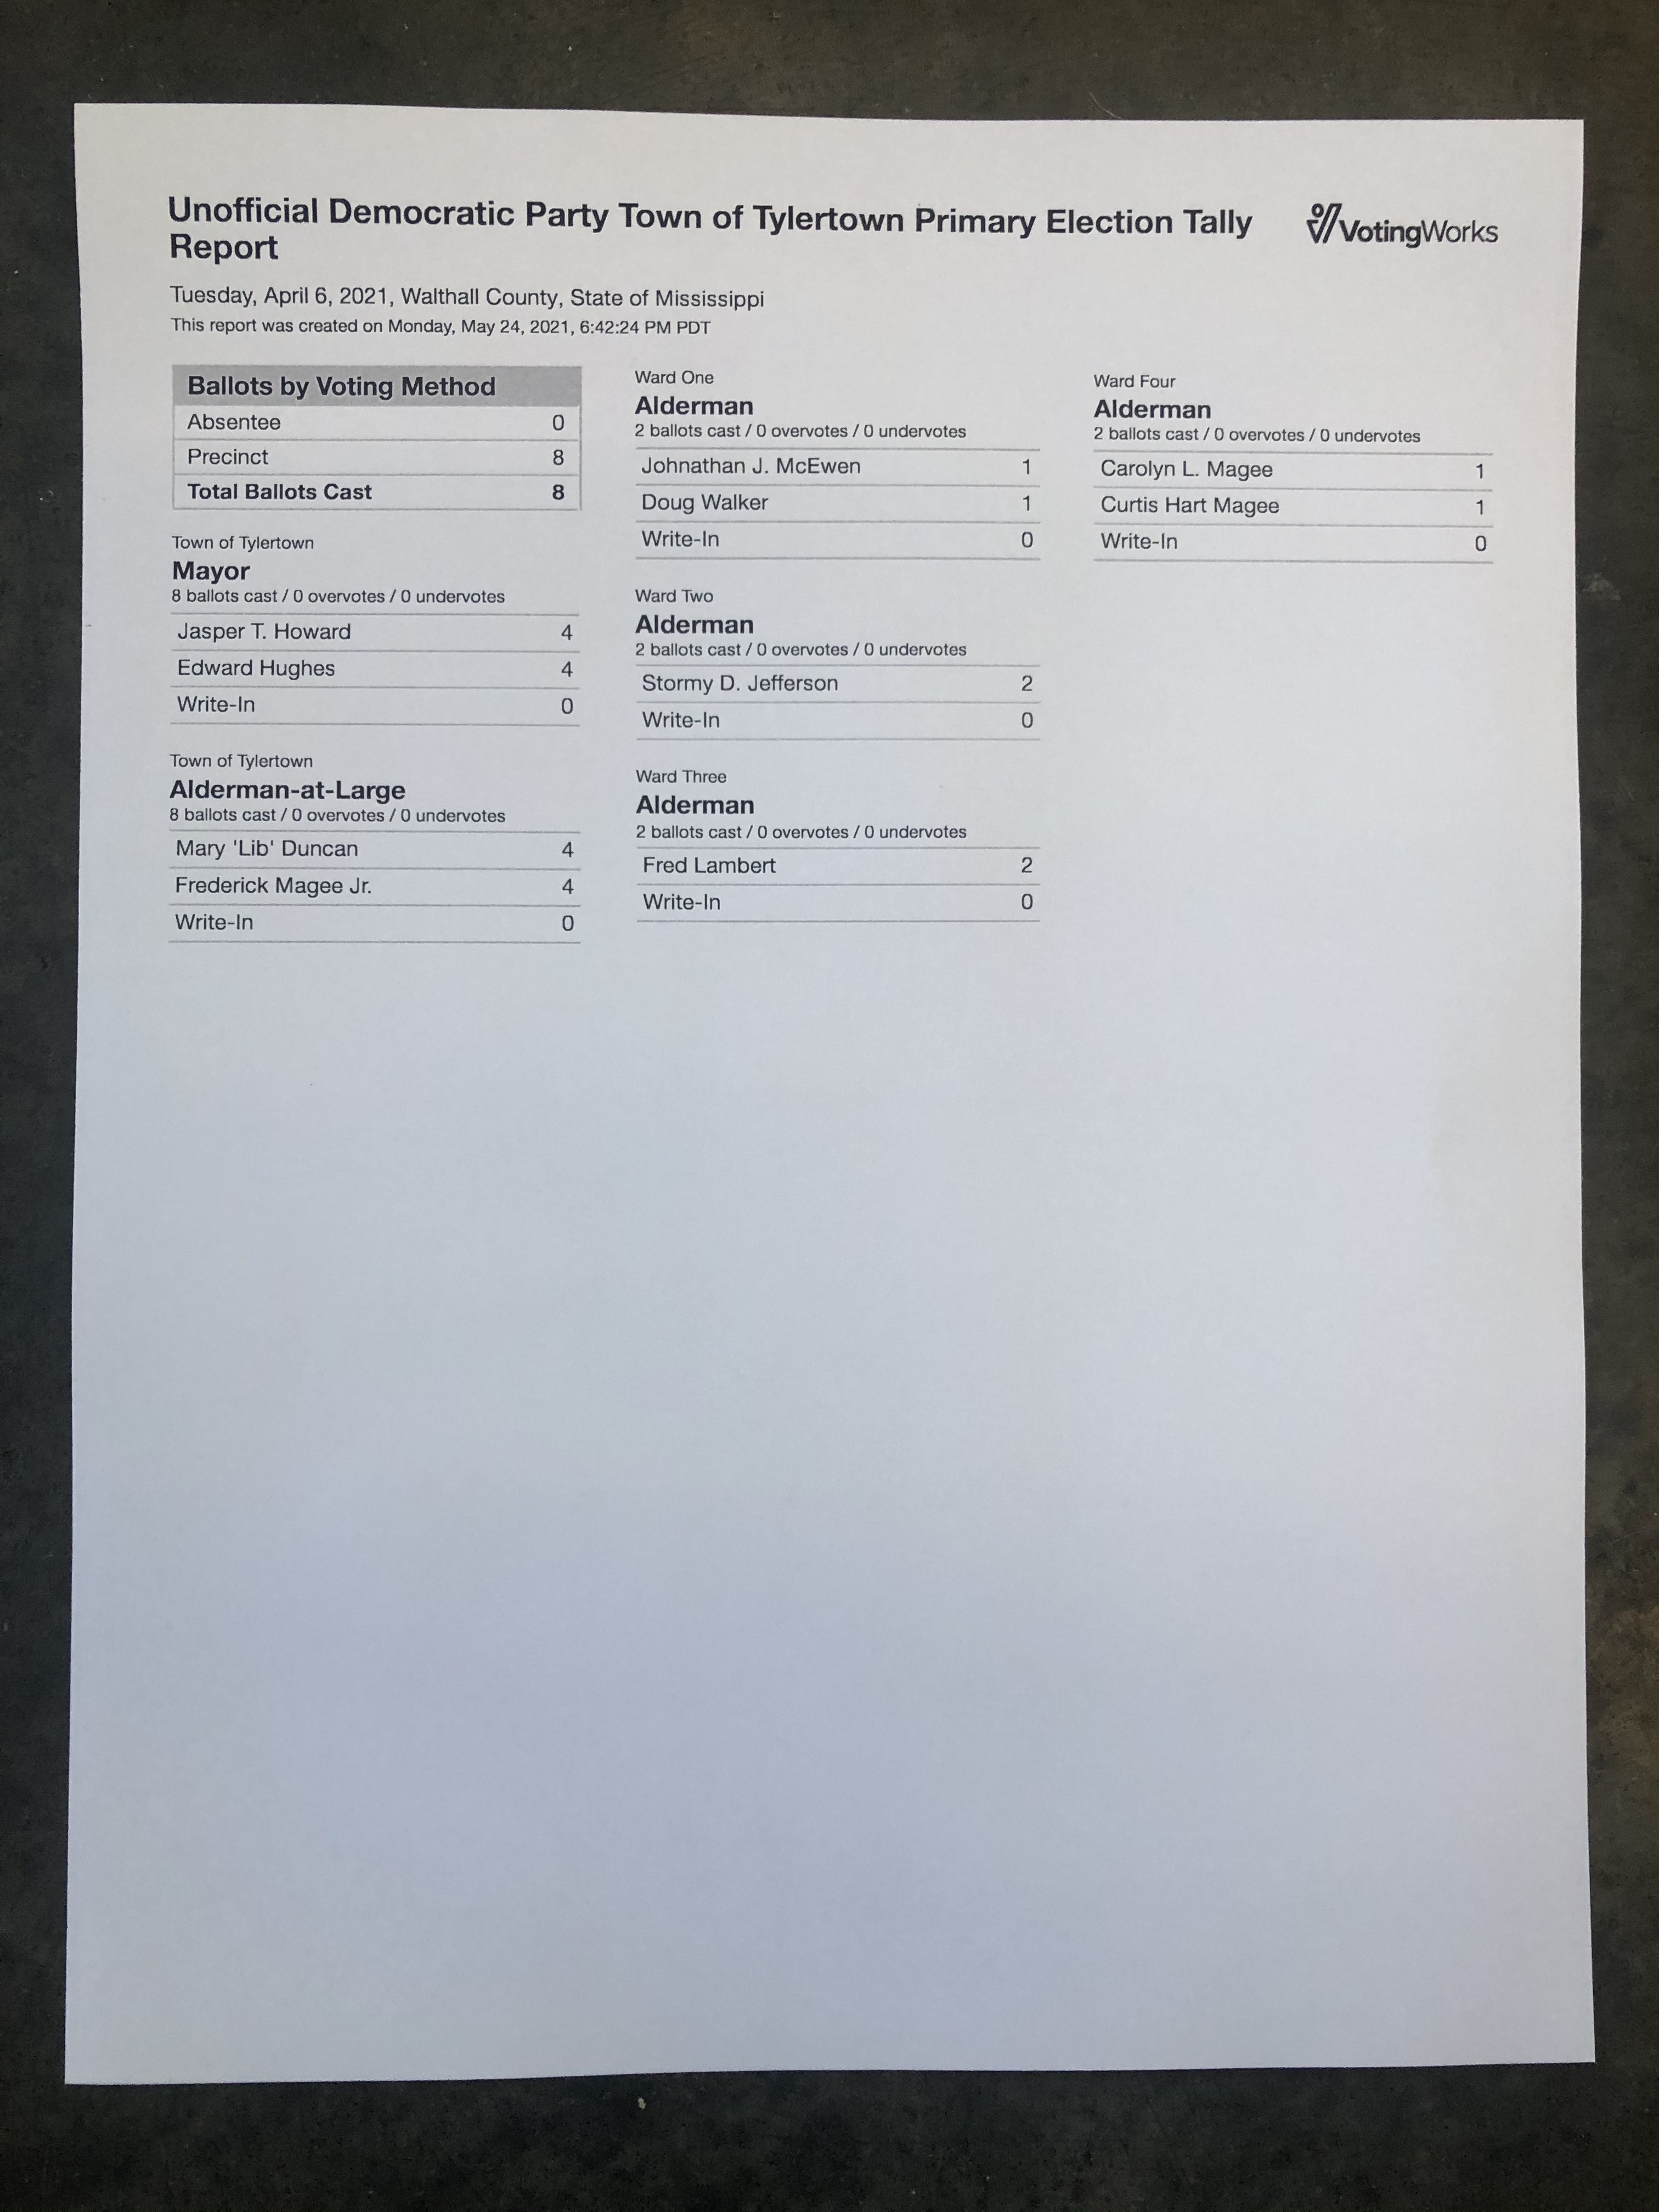 Unofficial Democratic Party Town of Tylertown Primary Election Tally
Report
VotingWorks
Tuesday, April 6, 2021, Walthall County, State of Mississippi
This report was created on Monday, May 24, 2021, 6:42:24 PM PDT
Ballots by Voting Method
Absentee 0
Precinct 8
Total Ballots Cast 8
Town of Tylertown
Mayor
8 ballots cast / 0 overvotes / 0 undervotes
Jasper T. Howard 4
Edward Hughes 4
Write-In 0
Town of Tylertown
Alderman-at-Large
8 ballots cast / 0 overvotes / 0 undervotes
Mary 'Lib' Duncan 4
Frederick Magee Jr. 4
Write-In 0
Ward One
Alderman
2 ballots cast / 0 overvotes / 0 undervotes
Johnathan J. McEwen 1
Doug Walker 1
Write-In 0
Ward Two
Alderman
2 ballots cast / 0 overvotes / 0 undervotes
Stormy D. Jefferson 2
Write-In 0
Ward Three
Alderman
2 ballots cast / 0 overvotes / 0 undervotes
Fred Lambert 2
Write-In 0
Ward Four
Alderman
2 ballots cast / 0 overvotes / 0 undervotes
Carolyn L. Magee 1
Curtis Hart Magee 1
Write-In 0